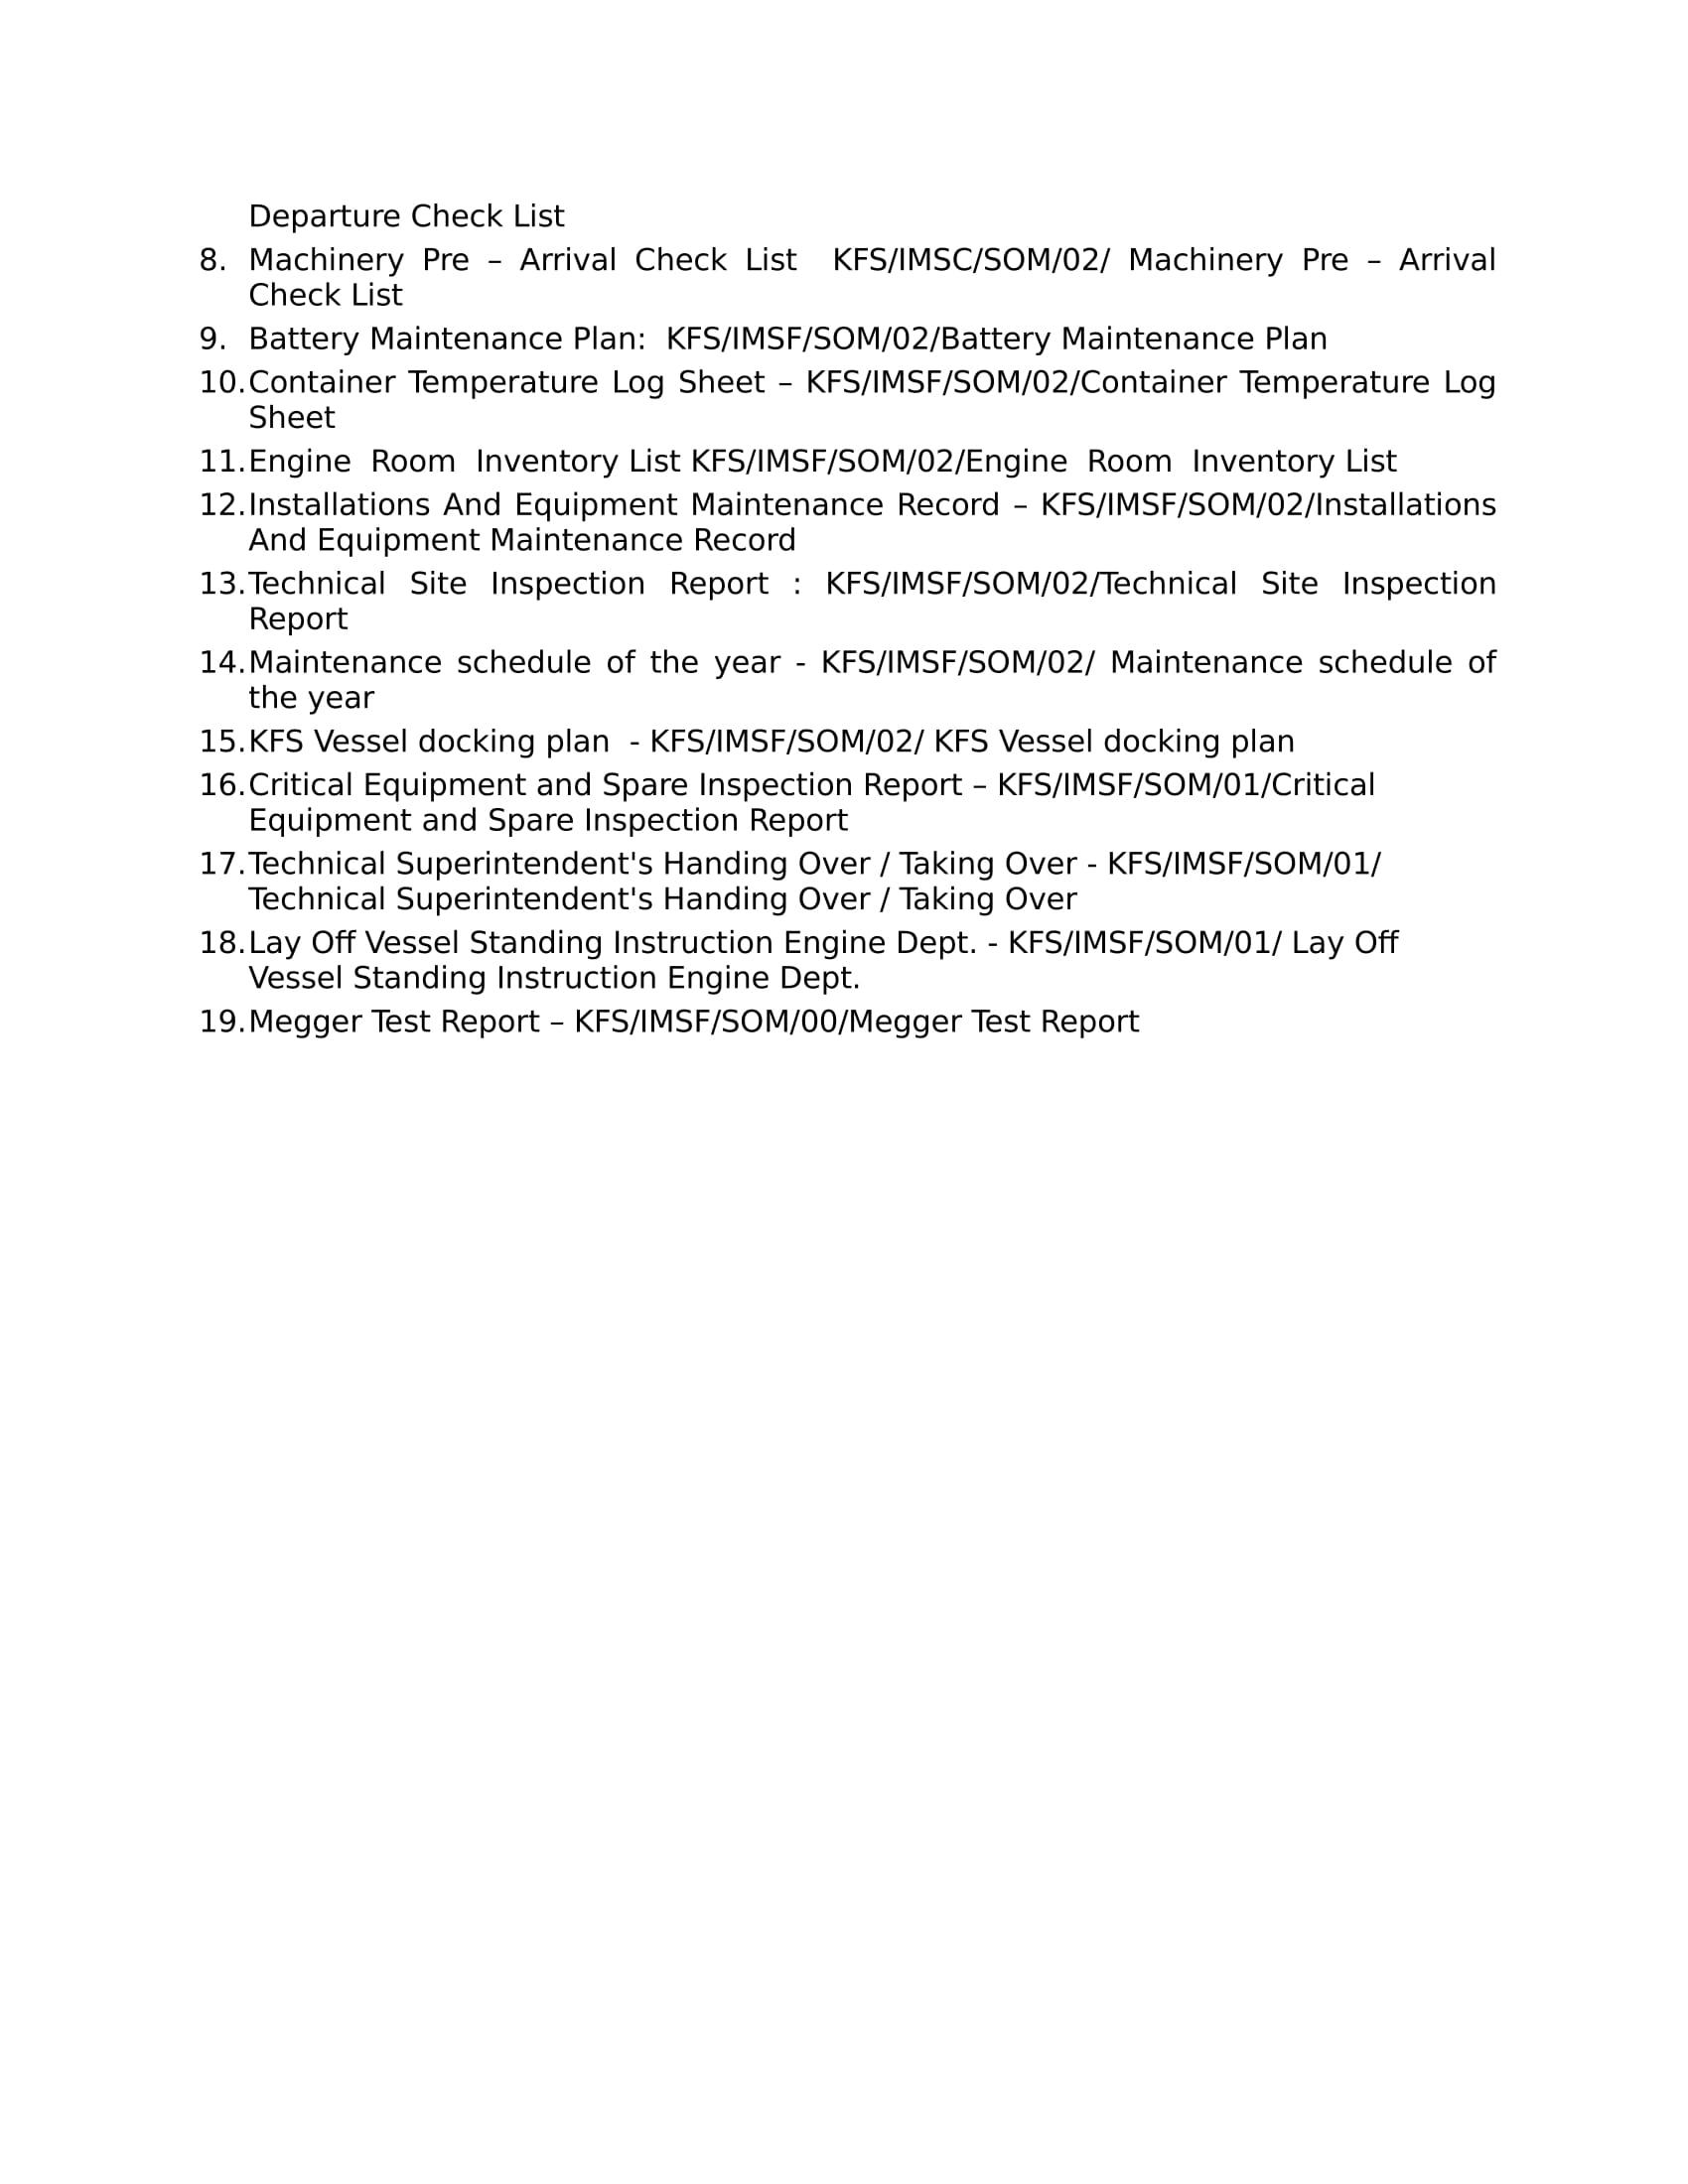 Departure Check List
8. Machinery Pre – Arrival Check List  KFS/IMSC/SOM/02/ Machinery Pre – Arrival
Check List
9. Battery Maintenance Plan:  KFS/IMSF/SOM/02/Battery Maintenance Plan
10. Container Temperature Log Sheet – KFS/IMSF/SOM/02/Container Temperature Log
Sheet
11. Engine  Room  Inventory List KFS/IMSF/SOM/02/Engine  Room  Inventory List
12. Installations And Equipment Maintenance Record – KFS/IMSF/SOM/02/Installations
And Equipment Maintenance Record
13. Technical Site Inspection Report : KFS/IMSF/SOM/02/Technical Site Inspection
Report
14. Maintenance schedule of the year - KFS/IMSF/SOM/02/ Maintenance schedule of
the year
15. KFS Vessel docking plan  - KFS/IMSF/SOM/02/ KFS Vessel docking plan
16. Critical Equipment and Spare Inspection Report – KFS/IMSF/SOM/01/Critical
Equipment and Spare Inspection Report
17. Technical Superintendent's Handing Over / Taking Over - KFS/IMSF/SOM/01/
Technical Superintendent's Handing Over / Taking Over
18. Lay Off Vessel Standing Instruction Engine Dept. - KFS/IMSF/SOM/01/ Lay Off
Vessel Standing Instruction Engine Dept.
19. Megger Test Report – KFS/IMSF/SOM/00/Megger Test Report